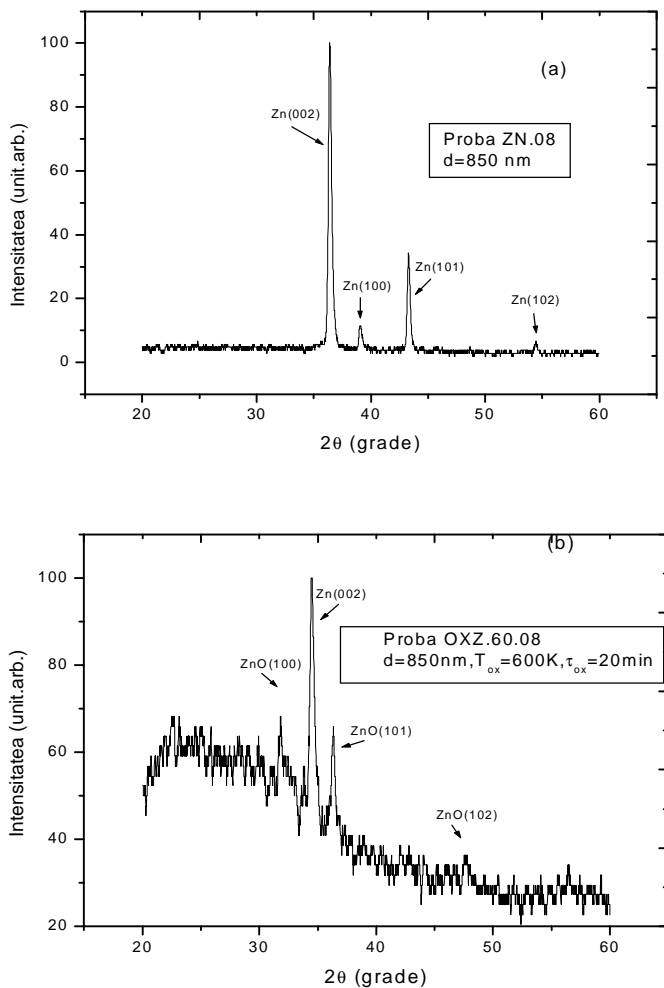 (a)
100
80
60
40
20
0
Intensitatea (unit.arb.)
Zn(002)
Proba ZN.08
d=850 nm
Zn(100)
Zn(101)
Zn(102)
20 30 40 50 60
2θ (grade)
(b)
100
80
60
40
20
Intensitatea (unit.arb.)
Zn(002)
Proba OXZ.60.08
d=850nm,Tox=600K,τox=20min
ZnO(100)
ZnO(101)
ZnO(102)
20 30 40 50 60
2θ (grade)